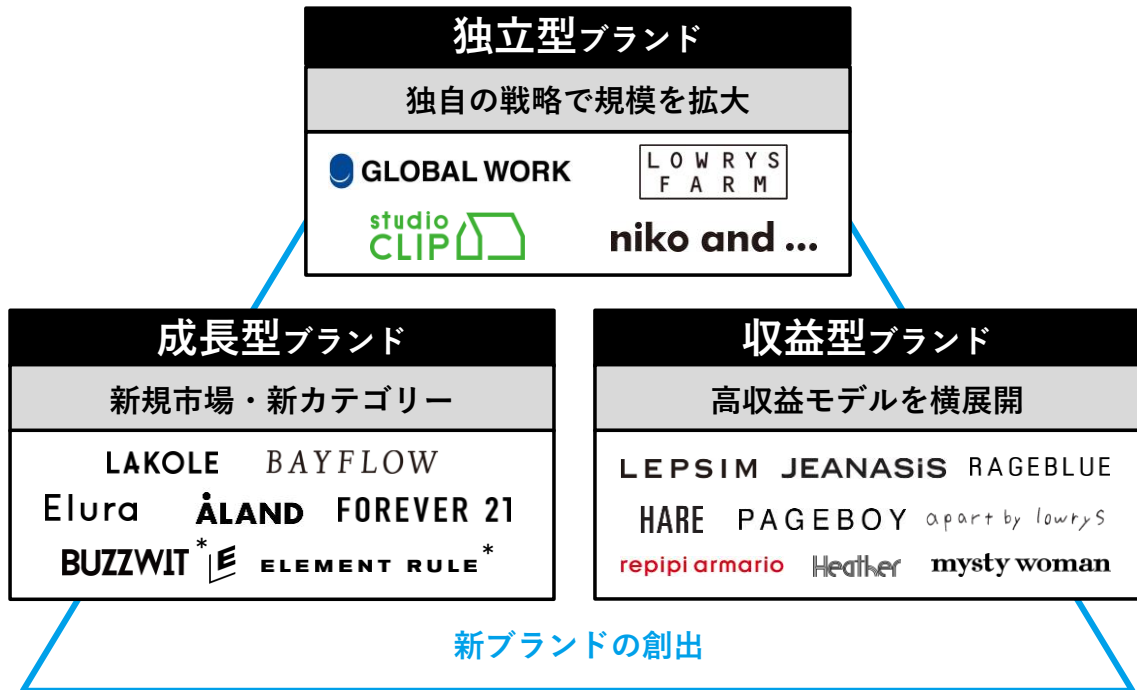 独立型ブランド
独自の戦略で規模を拡大
GLOBAL WORK
LOWRYS
FARM
studio
CLIP
niko and ...
成長型ブランド
新規市場・新カテゴリー
LAKOLE BAYFLOW
Elura ÅLAND FOREVER 21
BUZZWIT* E ELEMENT RULE*
収益型ブランド
高収益モデルを横展開
LEPSIM JEANASiS RAGEBLUE
HARE PAGEBOY apart by lowrys
repipi armario Heather mysty woman
新ブランドの創出